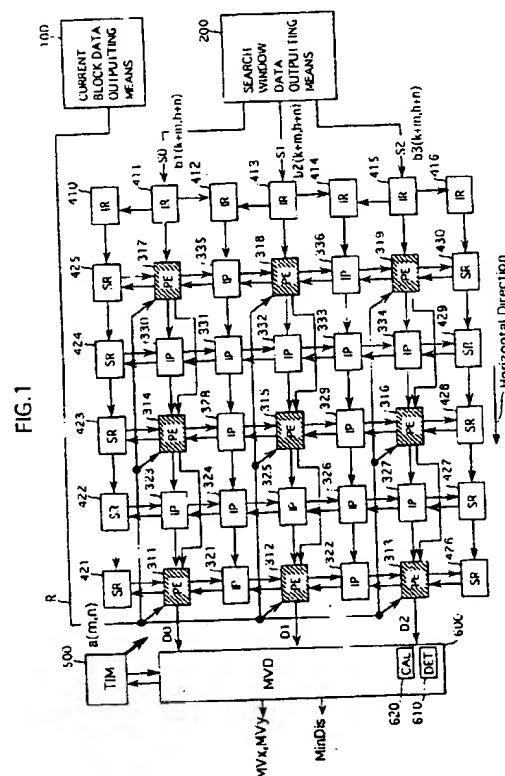 FIG.1
100
CURRENT
BLOCK DATA
OUTPUTTING
MEANS
200
SEARCH
WINDOW
DATA
OUTPUTTING
MEANS
R
a(m,n)
500
TIM
S0
b1(k+m,h+n)
S1
b2(k+m,h+n)
S2
b3(k+m,h+n)
421
SR
422
SR
423
SR
424
SR
425
SR
410
IR
311
PE
323
IP
314
PE
330
IP
317
PE
411
IR
321
IP
324
IP
328
IP
331
IP
335
IP
412
IR
312
PE
325
IP
315
PE
332
IP
318
PE
413
IR
322
IP
326
IP
329
IP
333
IP
336
IP
414
IR
313
PE
327
IP
316
PE
334
IP
319
PE
415
IR
426
SR
427
SR
428
SR
429
SR
430
SR
416
IR
D0
D1
D2
MVD
CAL
DET
600
620
610
MVx,MVy
MinDis
Horizontal Direction